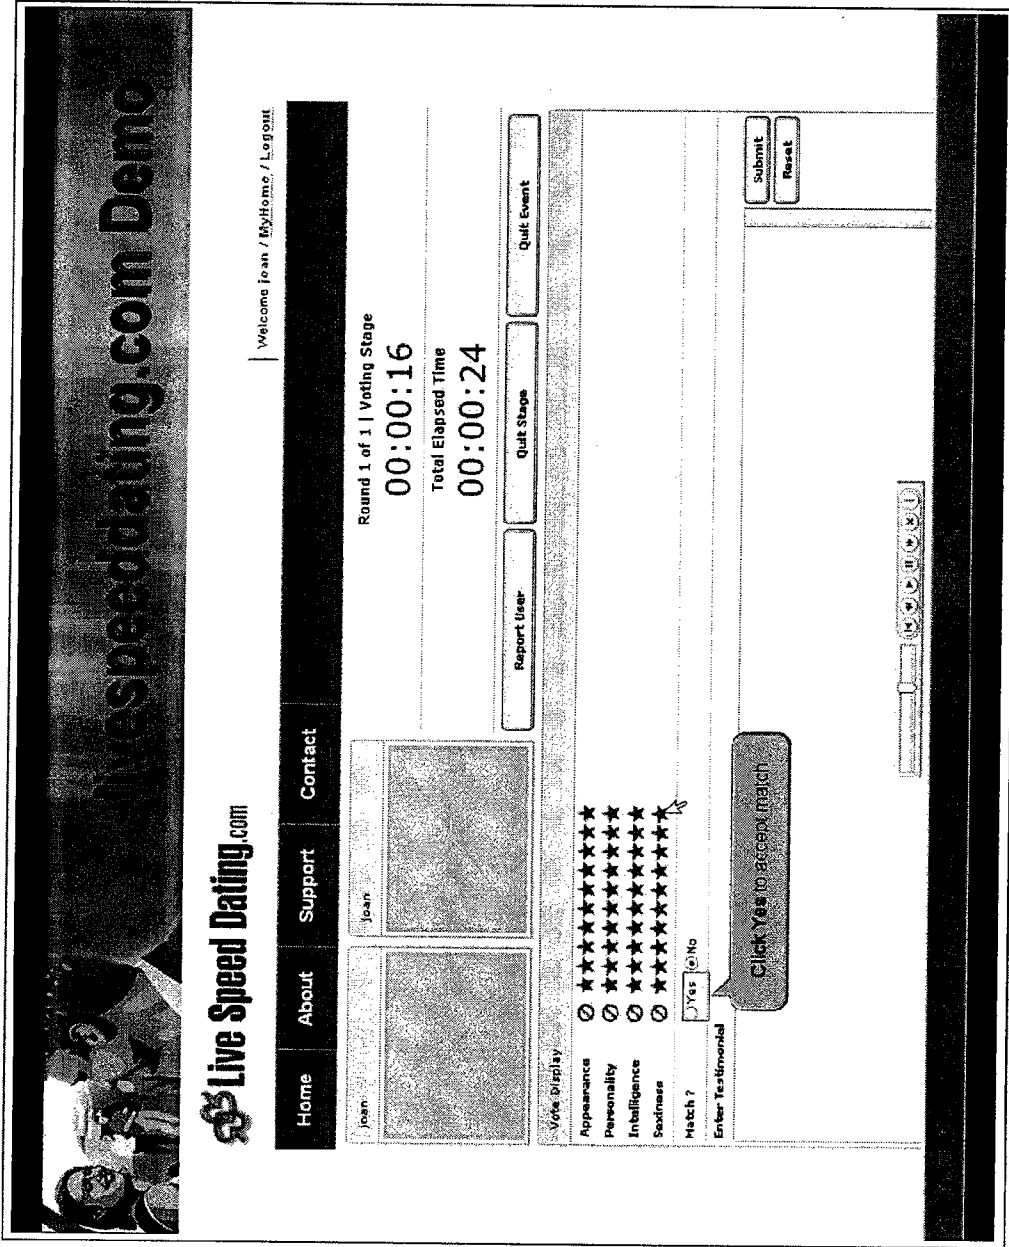 livespeeddating.com Demo
Live Speed Dating.com
Welcome joan / MyHome / Logout
Home About Support Contact
joan joan
Round 1 of 1 | Voting Stage
00:00:16
Total Elapsed Time
00:00:24
Report User Quit Stage Quit Event
Vote Display
Appearance
Personality
Intelligence
Sexiness
Match ? Yes No
Enter Testimonial
Click Yes to accept match
Submit
Reset